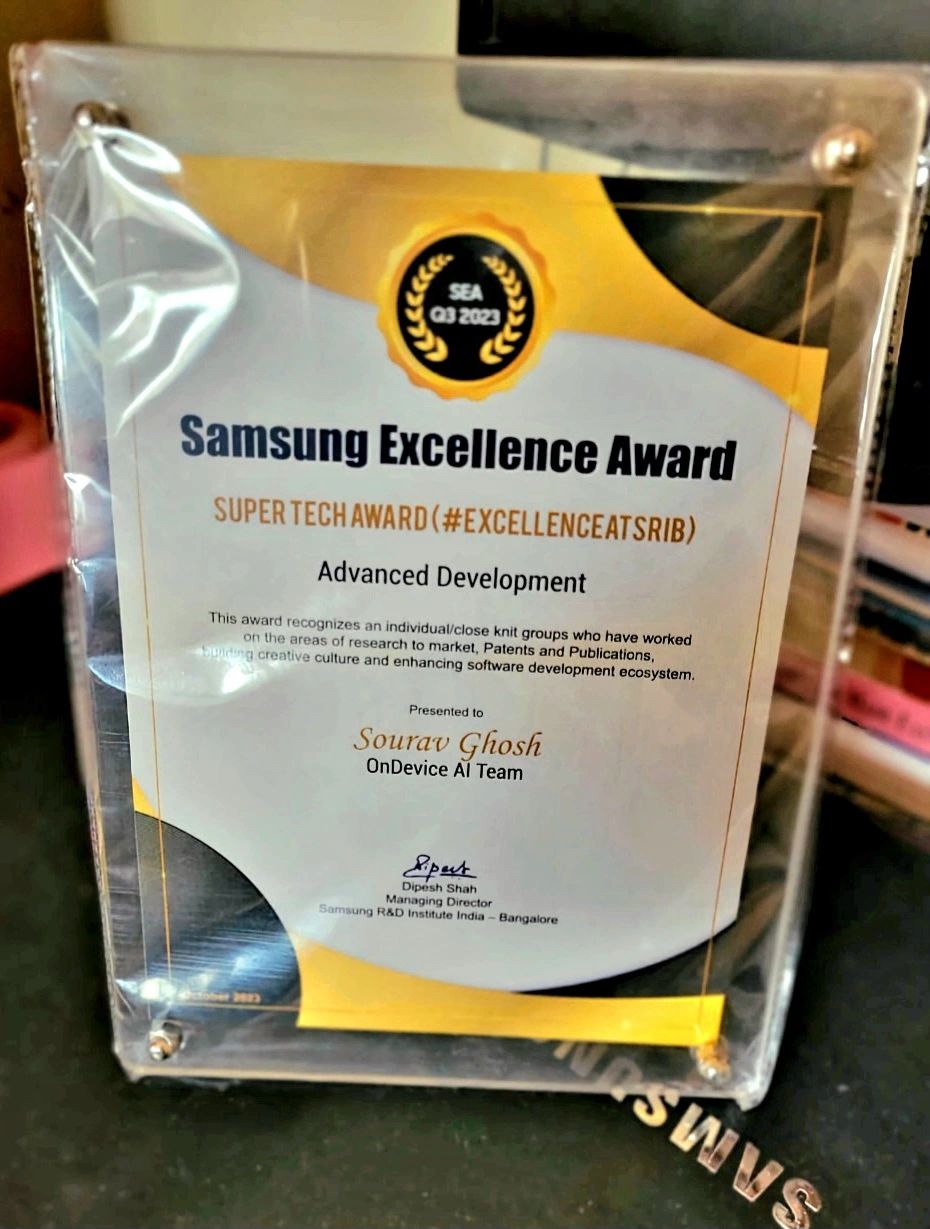 SEA
Q3 2023
Samsung Excellence Award
SUPER TECH AWARD (#EXCELLENCEATSRIB)
Advanced Development
This award recognizes an individual/close knit groups who have worked
on the areas of research to market, Patents and Publications,
building creative culture and enhancing software development ecosystem.
Presented to
Sourav Ghosh
OnDevice AI Team
Dipesh
Dipesh Shah
Managing Director
Samsung R&D Institute India – Bangalore
October 2023
SAMSUN